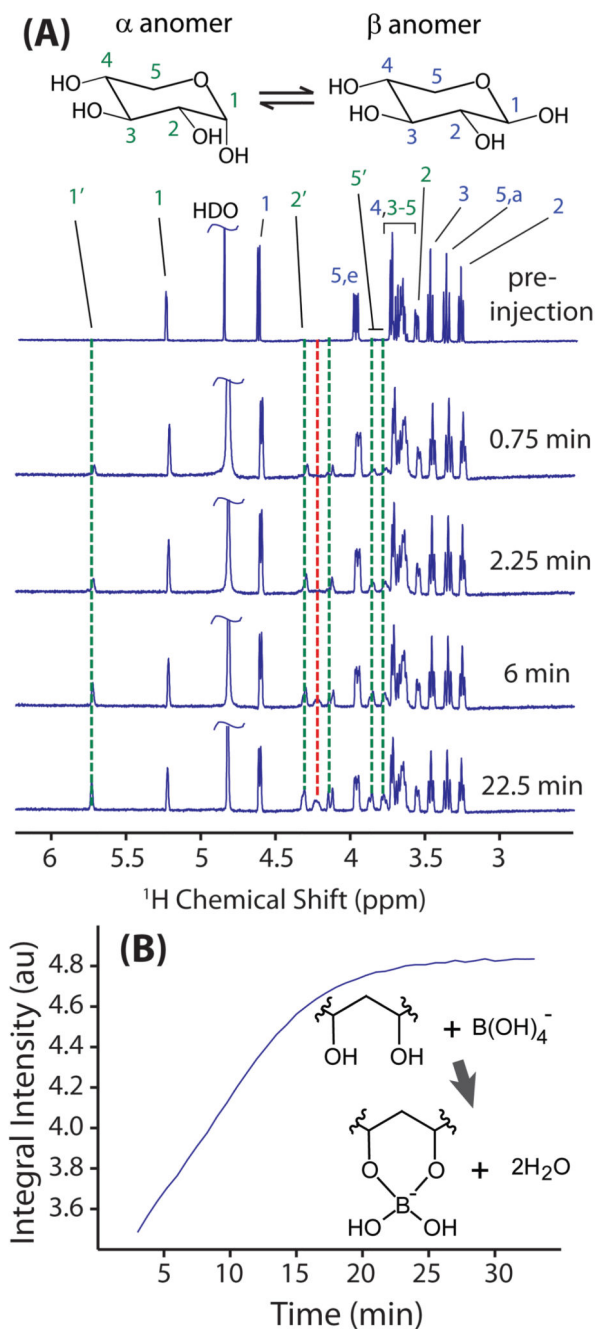 (A) α anomer β anomer
4 5 O 1 HO HO 3 2 OH OH
4 5 O 1 HO HO 3 2 OH OH
1′ 1 HDO 1 2′ 5′ 4,3-5 2 3 5,a 2
5,e
pre-
injection
0.75 min
2.25 min
6 min
22.5 min
6 5.5 5 4.5 4 3.5 3
¹H Chemical Shift (ppm)
(B)
Integral Intensity (au)
4.8
4.6
4.4
4.2
4.0
3.8
3.6
OH OH + B(OH)₄⁻
O O
B⁻ + 2H₂O
HO OH
5 10 15 20 25 30
Time (min)